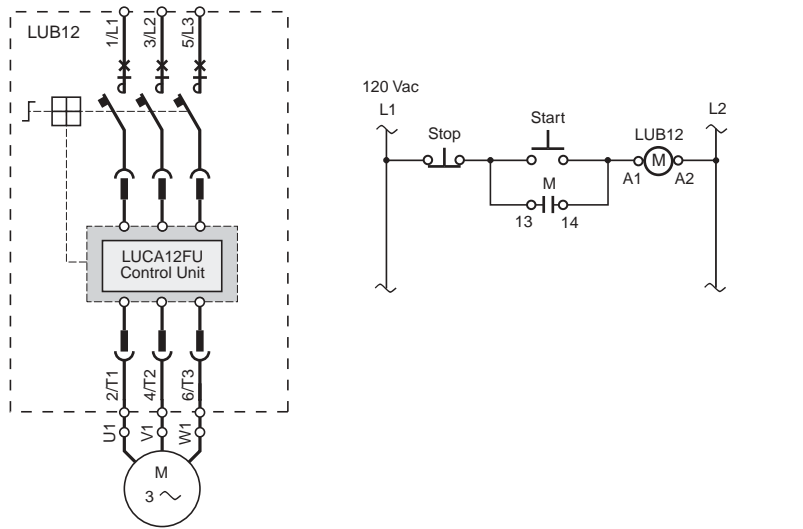 LUB12
1/L1
3/L2
5/L3
LUCA12FU
Control Unit
2/T1
4/T2
6/T3
U1
V1
W1
M
3 ~
120 Vac
L1
L2
Stop
Start
LUB12
M
A1
A2
M
13
14